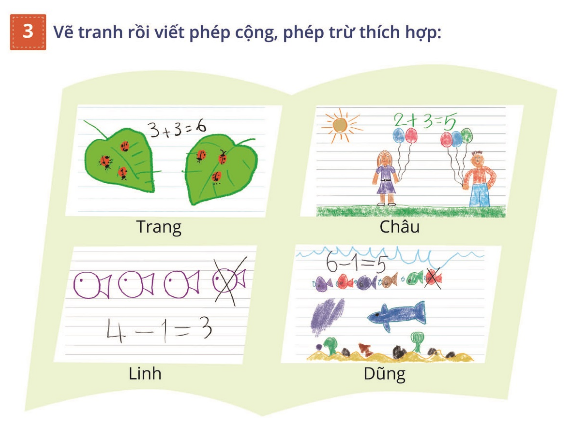 3 Vẽ tranh rồi viết phép cộng, phép trừ thích hợp:
3+3=6
2+3=5
Trang
Châu
4-1=3
6-1=5
Linh
Dũng